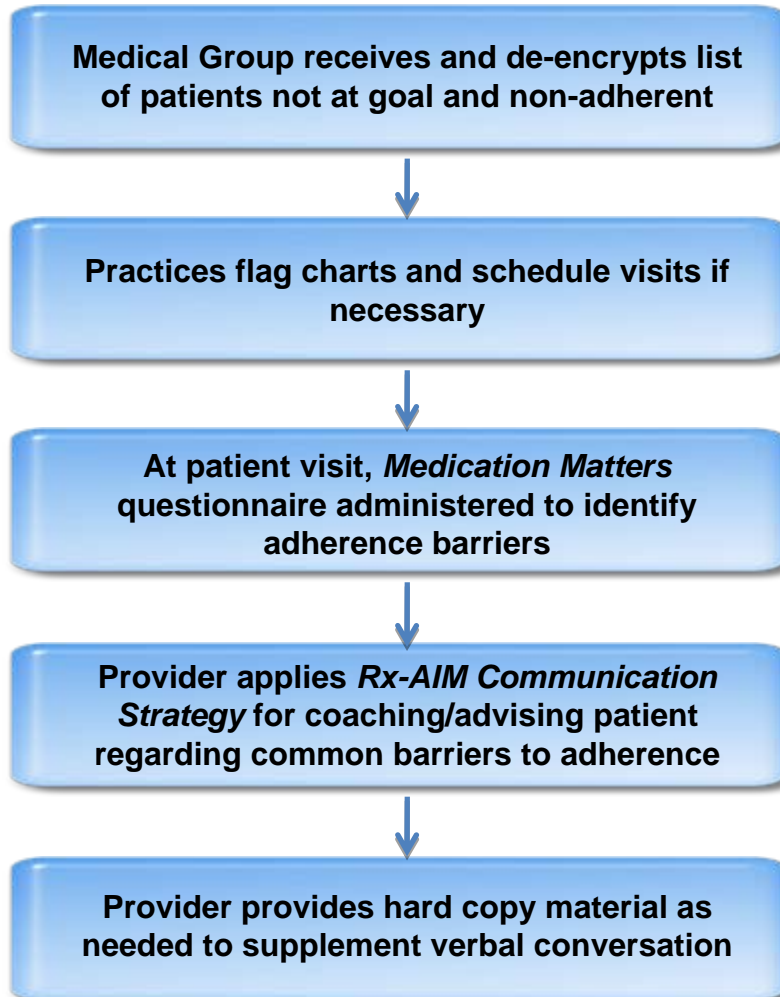 Medical Group receives and de-encrypts list
of patients not at goal and non-adherent
Practices flag charts and schedule visits if
necessary
At patient visit, Medication Matters
questionnaire administered to identify
adherence barriers
Provider applies Rx-AIM Communication
Strategy for coaching/advising patient
regarding common barriers to adherence
Provider provides hard copy material as
needed to supplement verbal conversation